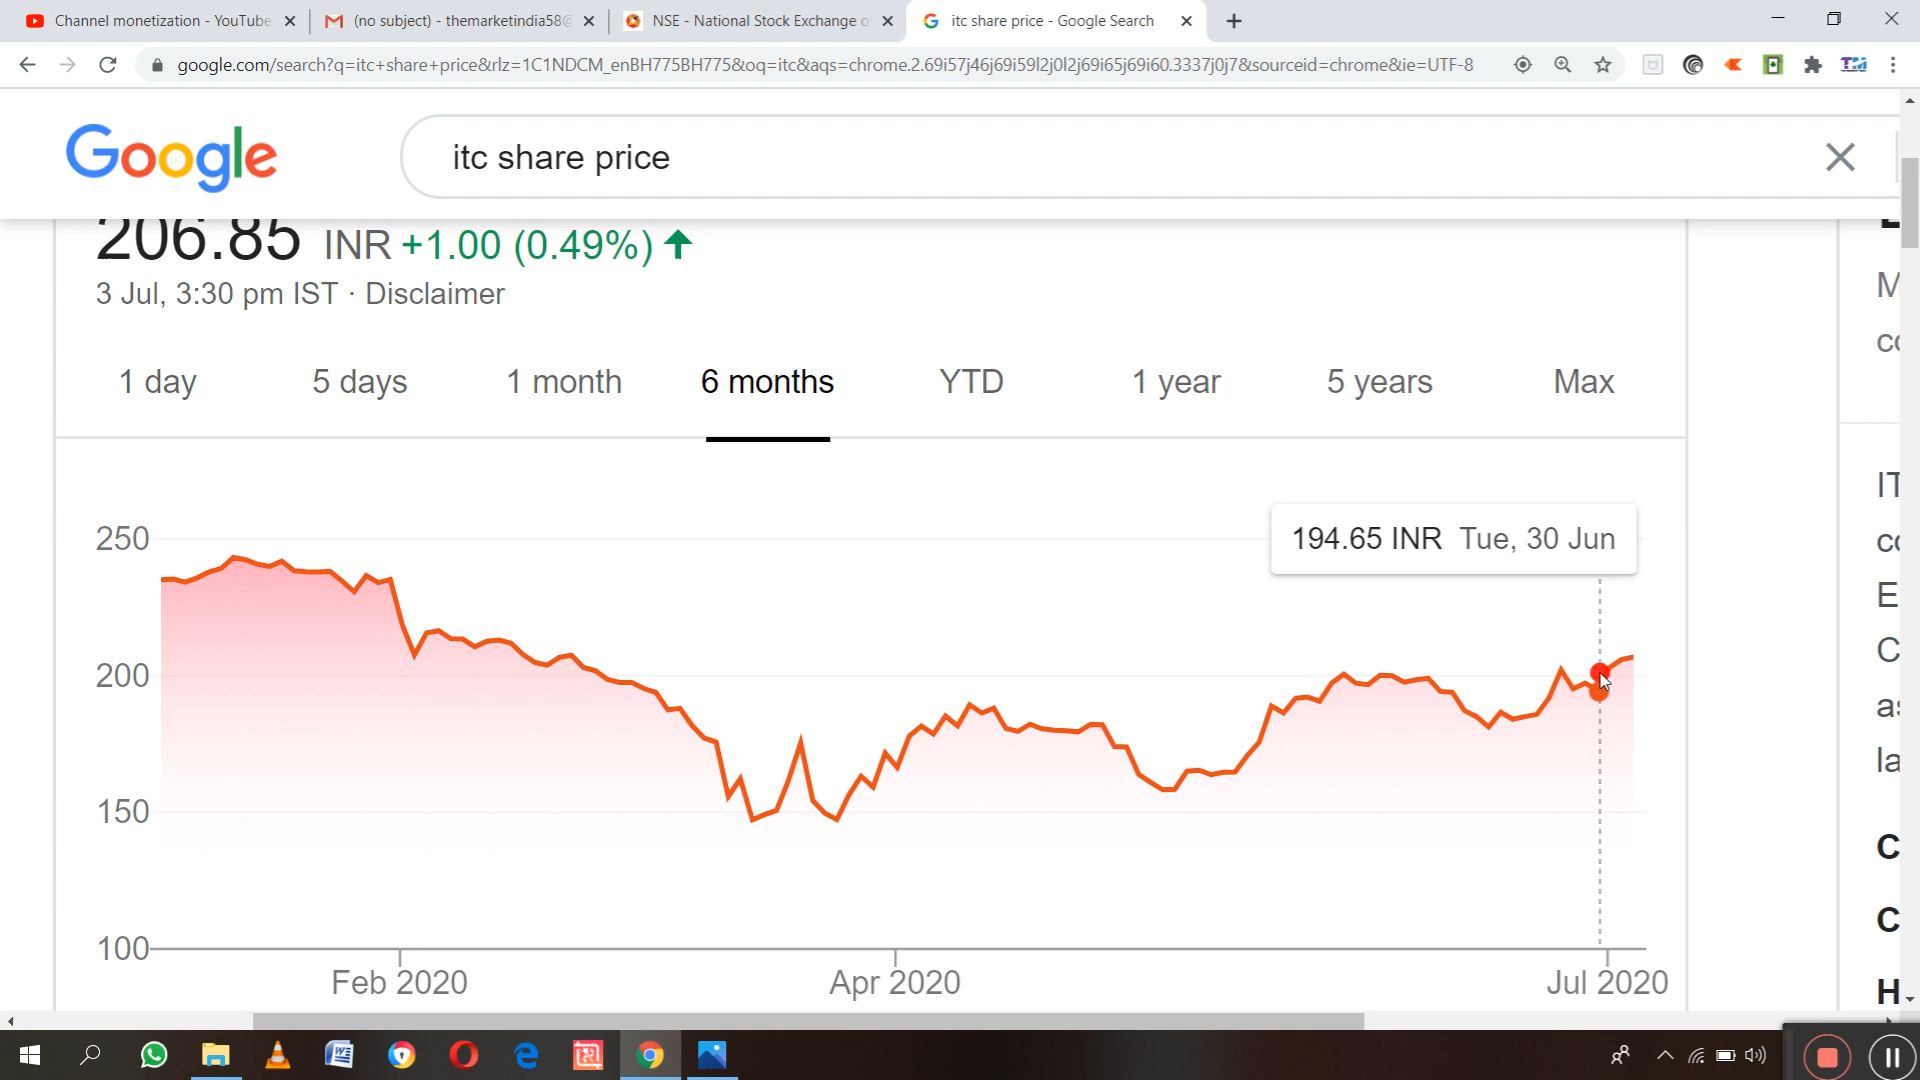 Channel monetization - YouTube
(no subject) - themarketindia58@
NSE - National Stock Exchange o
itc share price - Google Search
google.com/search?q=itc+share+price&rlz=1C1NDCM_enBH775BH775&oq=itc&aqs=chrome.2.69i57j46j69i59l2j0l2j69i65j69i60.3337j0j7&sourceid=chrome&ie=UTF-8
Google
itc share price
206.85 INR +1.00 (0.49%)
3 Jul, 3:30 pm IST · Disclaimer
1 day 5 days 1 month 6 months YTD 1 year 5 years Max
194.65 INR Tue, 30 Jun
250
200
150
100
Feb 2020 Apr 2020 Jul 2020